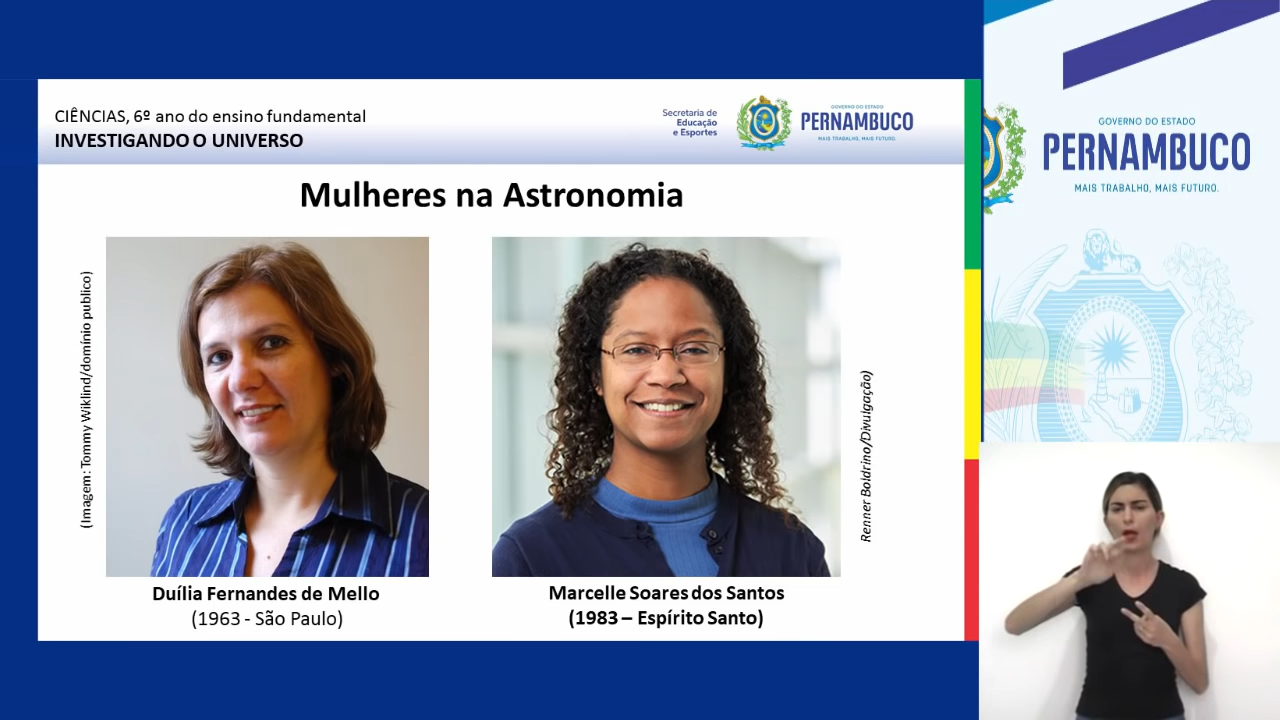 CIÊNCIAS, 6º ano do ensino fundamental
INVESTIGANDO O UNIVERSO
Secretaria de
Educação
e Esportes
GOVERNO DO ESTADO
PERNAMBUCO
MAIS TRABALHO, MAIS FUTURO.
Mulheres na Astronomia
(Imagem: Tommy Wiklind/domínio publico)
Renner Boldrino/Divulgação)
Duília Fernandes de Mello
(1963 - São Paulo)
Marcelle Soares dos Santos
(1983 – Espírito Santo)
GOVERNO DO ESTADO
PERNAMBUCO
MAIS TRABALHO, MAIS FUTURO.